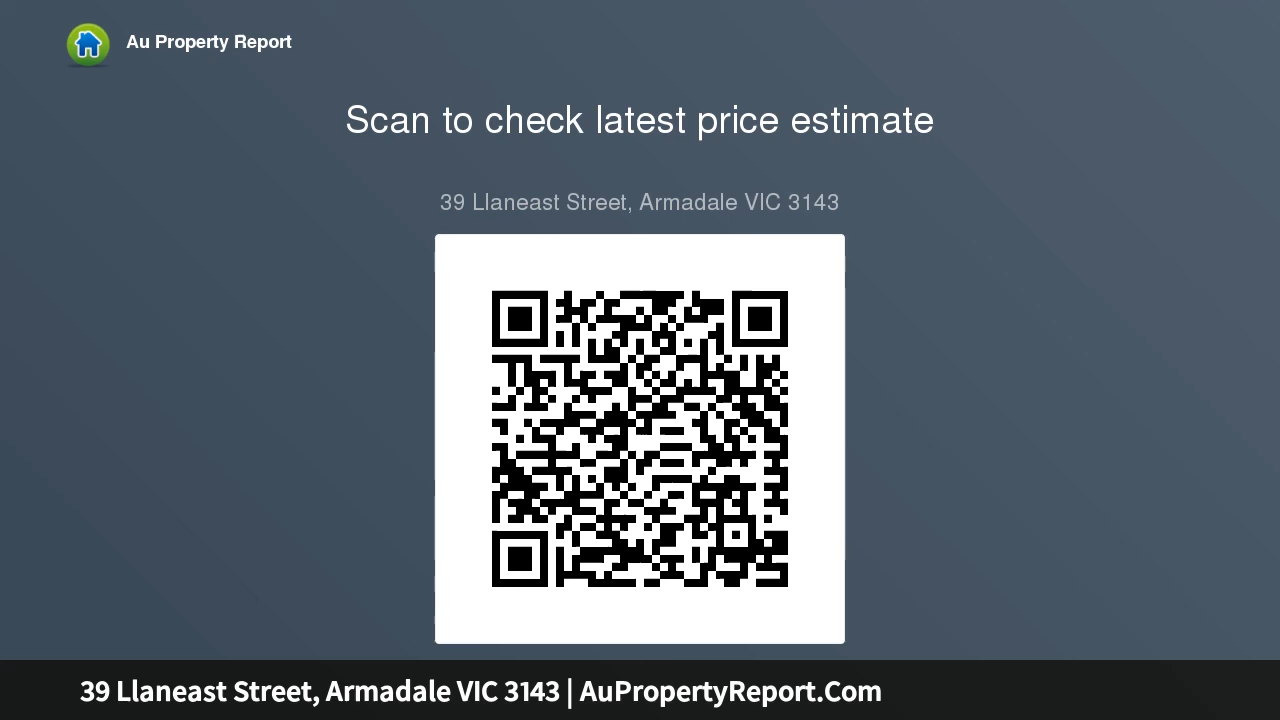 Au Property Report
Scan to check latest price estimate
39 Llaneast Street, Armadale VIC 3143
39 Llaneast Street, Armadale VIC 3143 | AuPropertyReport.Com